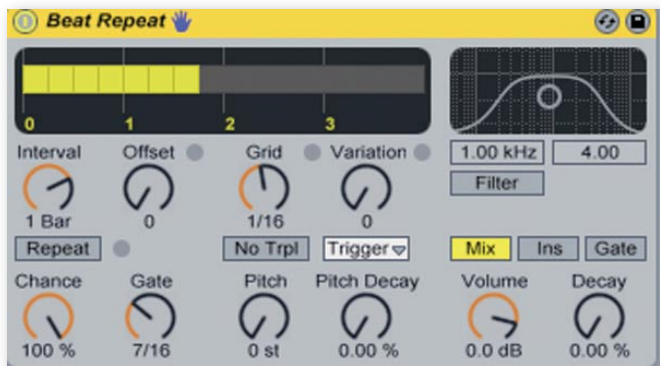 Beat Repeat
0 1 2 3
Interval Offset Grid Variation
1.00 kHz 4.00
Filter
1 Bar 0 1/16 0
Repeat No Trpl Trigger Mix Ins Gate
Chance Gate Pitch Pitch Decay Volume Decay
100 % 7/16 0 st 0.00 % 0.0 dB 0.00 %